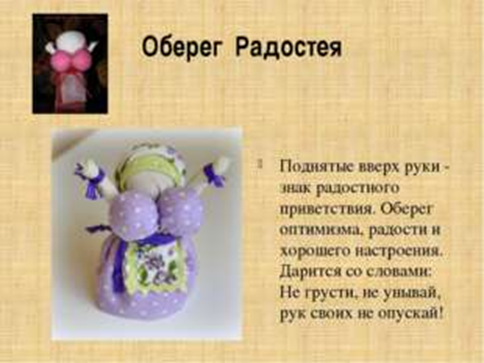 Оберег Радостея
Поднятые вверх руки -
знак радостного
приветствия. Оберег
оптимизма, радости и
хорошего настроения.
Дарится со словами:
Не грусти, не унывай,
рук своих не опускай!